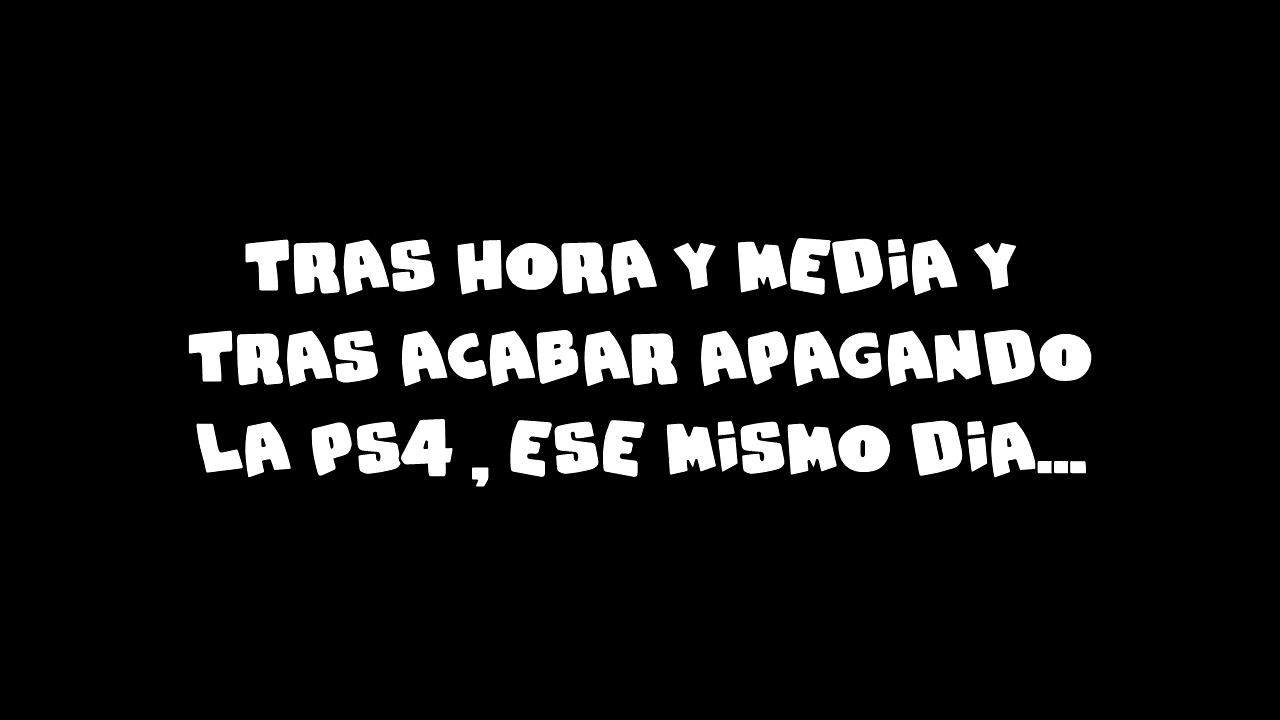 TRAS HORA Y MEDiA Y
TRAS ACABAR APAGANDO
LA PS4 , ESE MiSMO DiA...